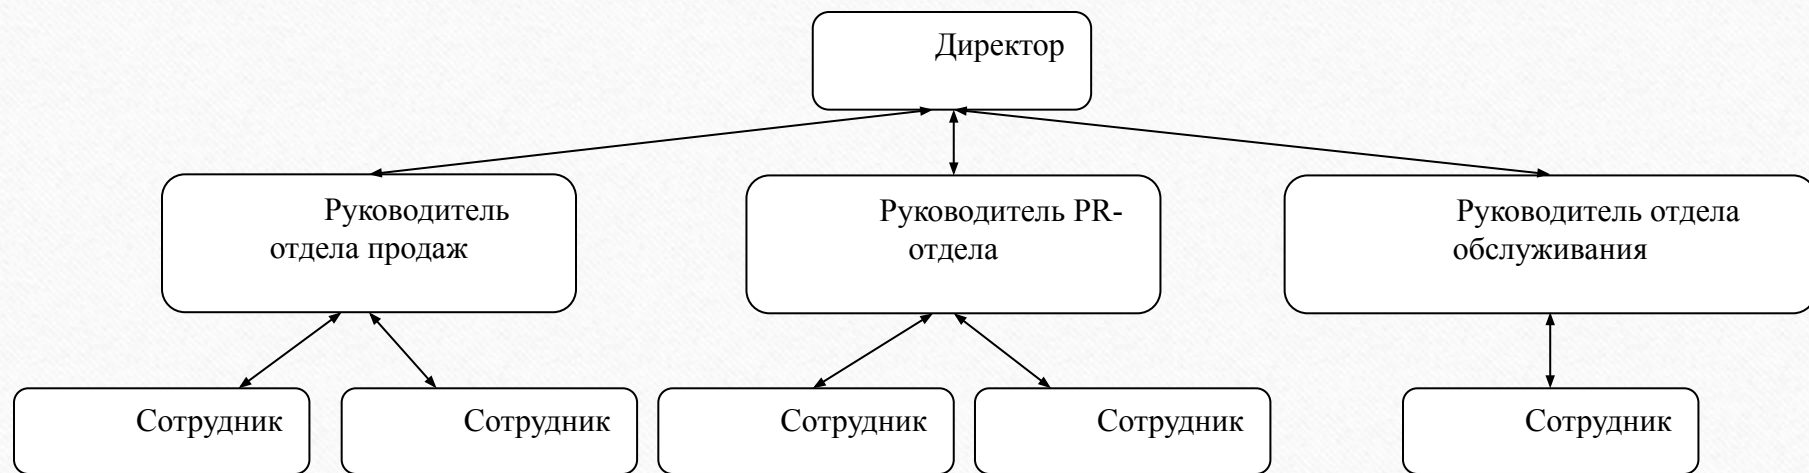 Директор
Руководитель
отдела продаж
Руководитель PR-
отдела
Руководитель отдела
обслуживания
Сотрудник
Сотрудник
Сотрудник
Сотрудник
Сотрудник